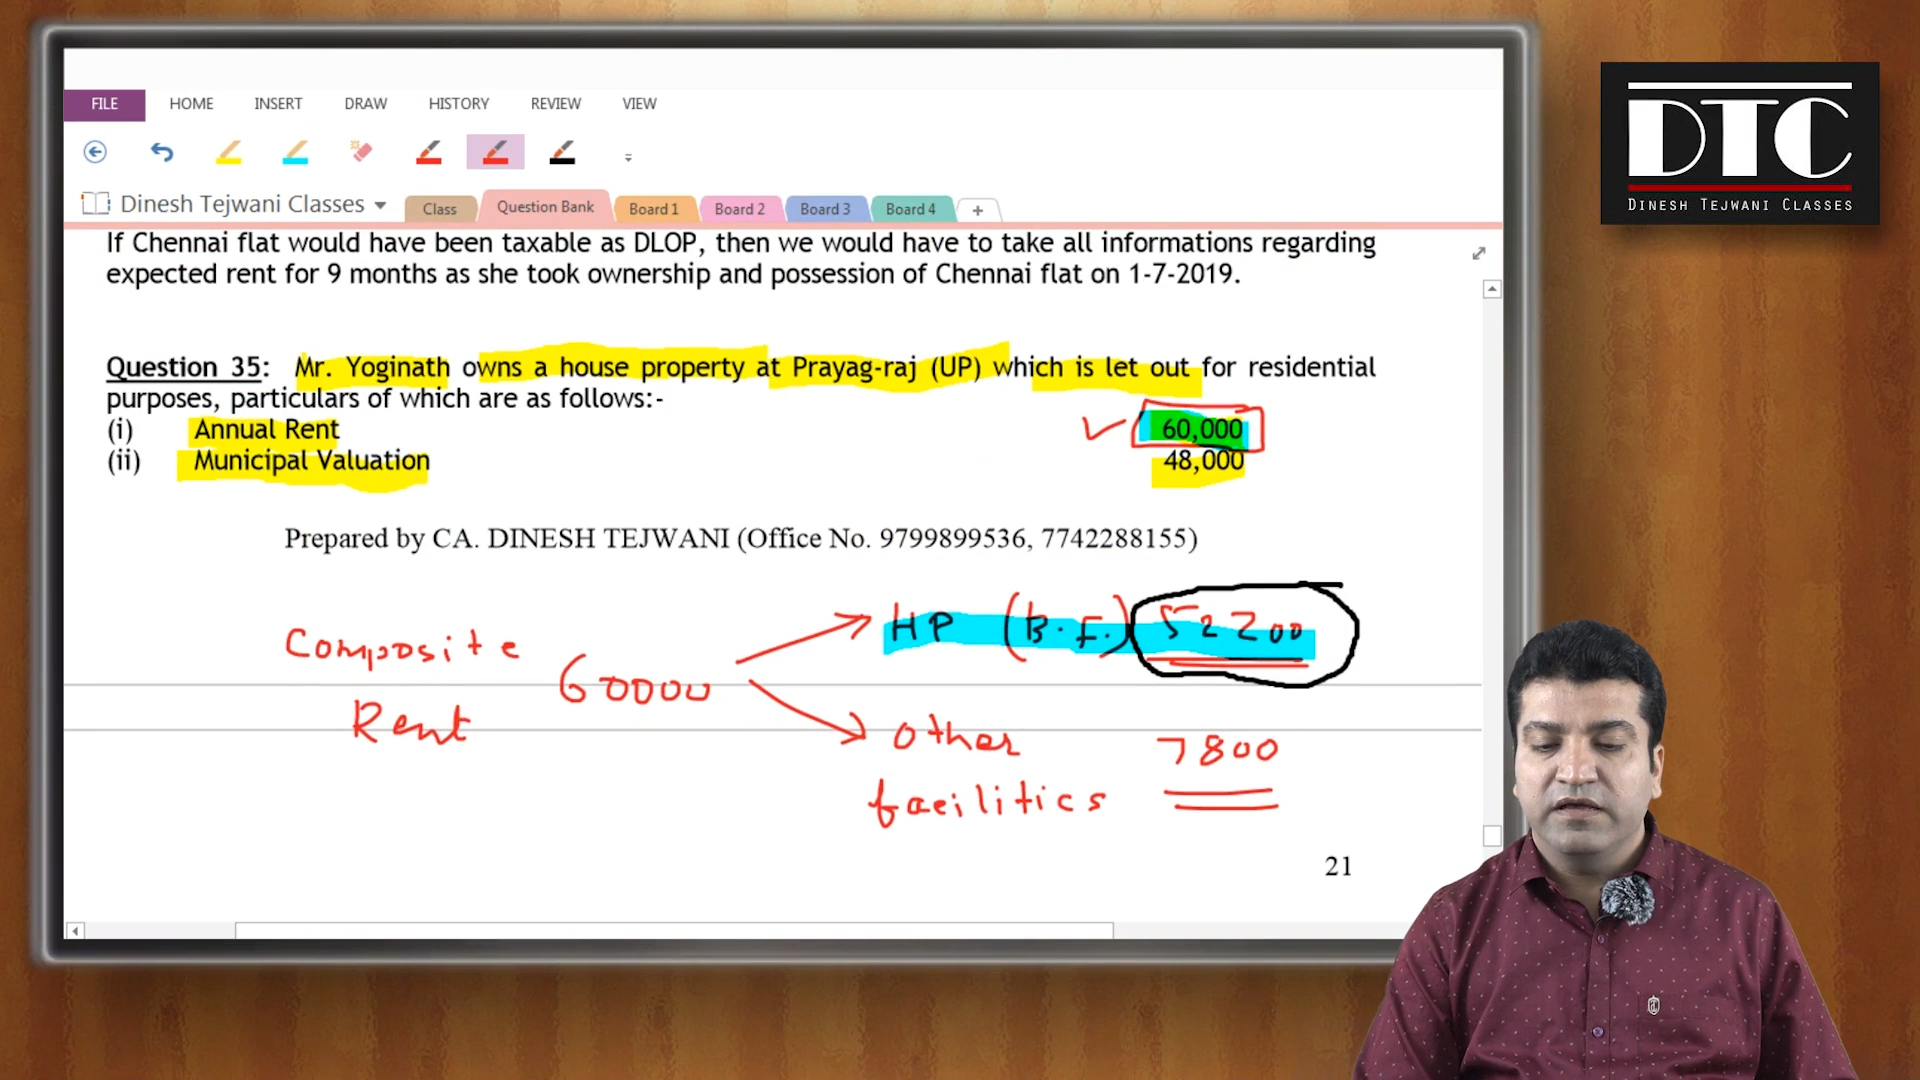 DTC
DINESH TEJWANI CLASSES
FILE HOME INSERT DRAW HISTORY REVIEW VIEW
Dinesh Tejwani Classes Class Question Bank Board 1 Board 2 Board 3 Board 4 +
If Chennai flat would have been taxable as DLOP, then we would have to take all informations regarding
expected rent for 9 months as she took ownership and possession of Chennai flat on 1-7-2019.
Question 35: Mr. Yoginath owns a house property at Prayag-raj (UP) which is let out for residential
purposes, particulars of which are as follows:-
(i) Annual Rent 60,000
(ii) Municipal Valuation 48,000
Prepared by CA. DINESH TEJWANI (Office No. 9799899536, 7742288155)
HP (B.F.) 52200
Composite
Rent 60000
Other 7800
facilities
21